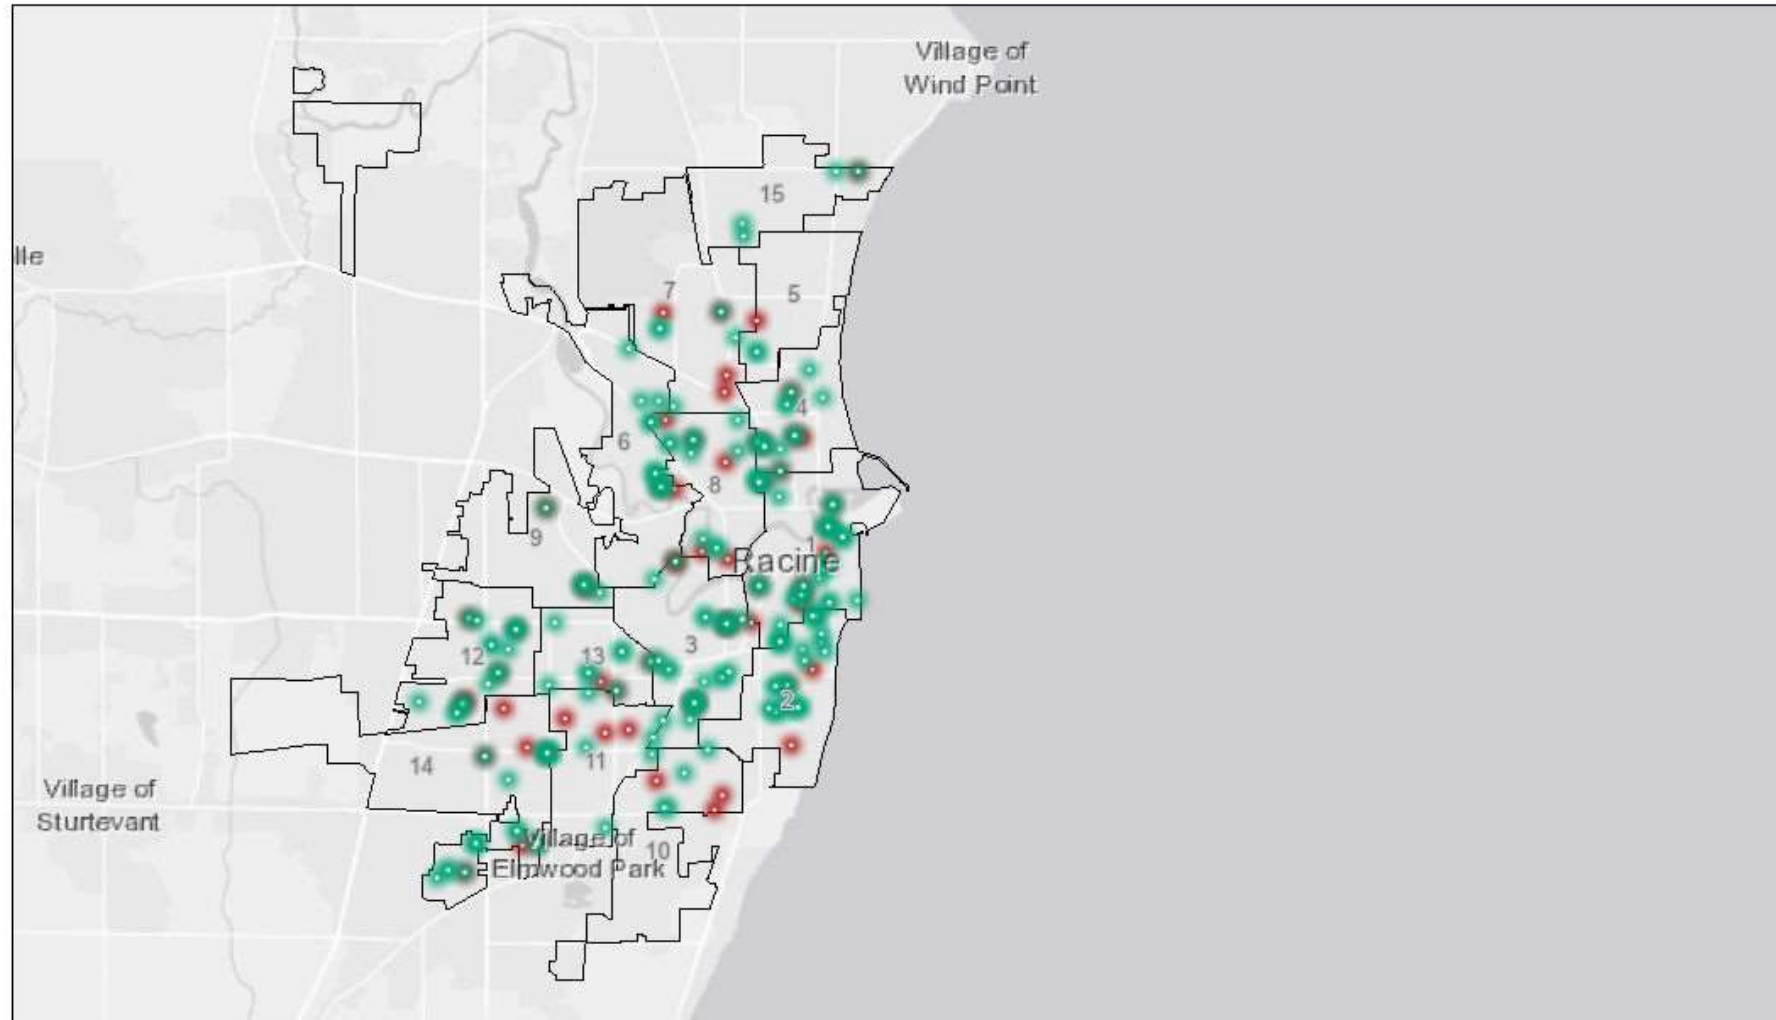 Village of
Wind Point
15
lle
7
5
4
6
8
9
1
Racine
3
12
13
2
14
11
Village of
Sturtevant
Village of
Elmwood Park
10